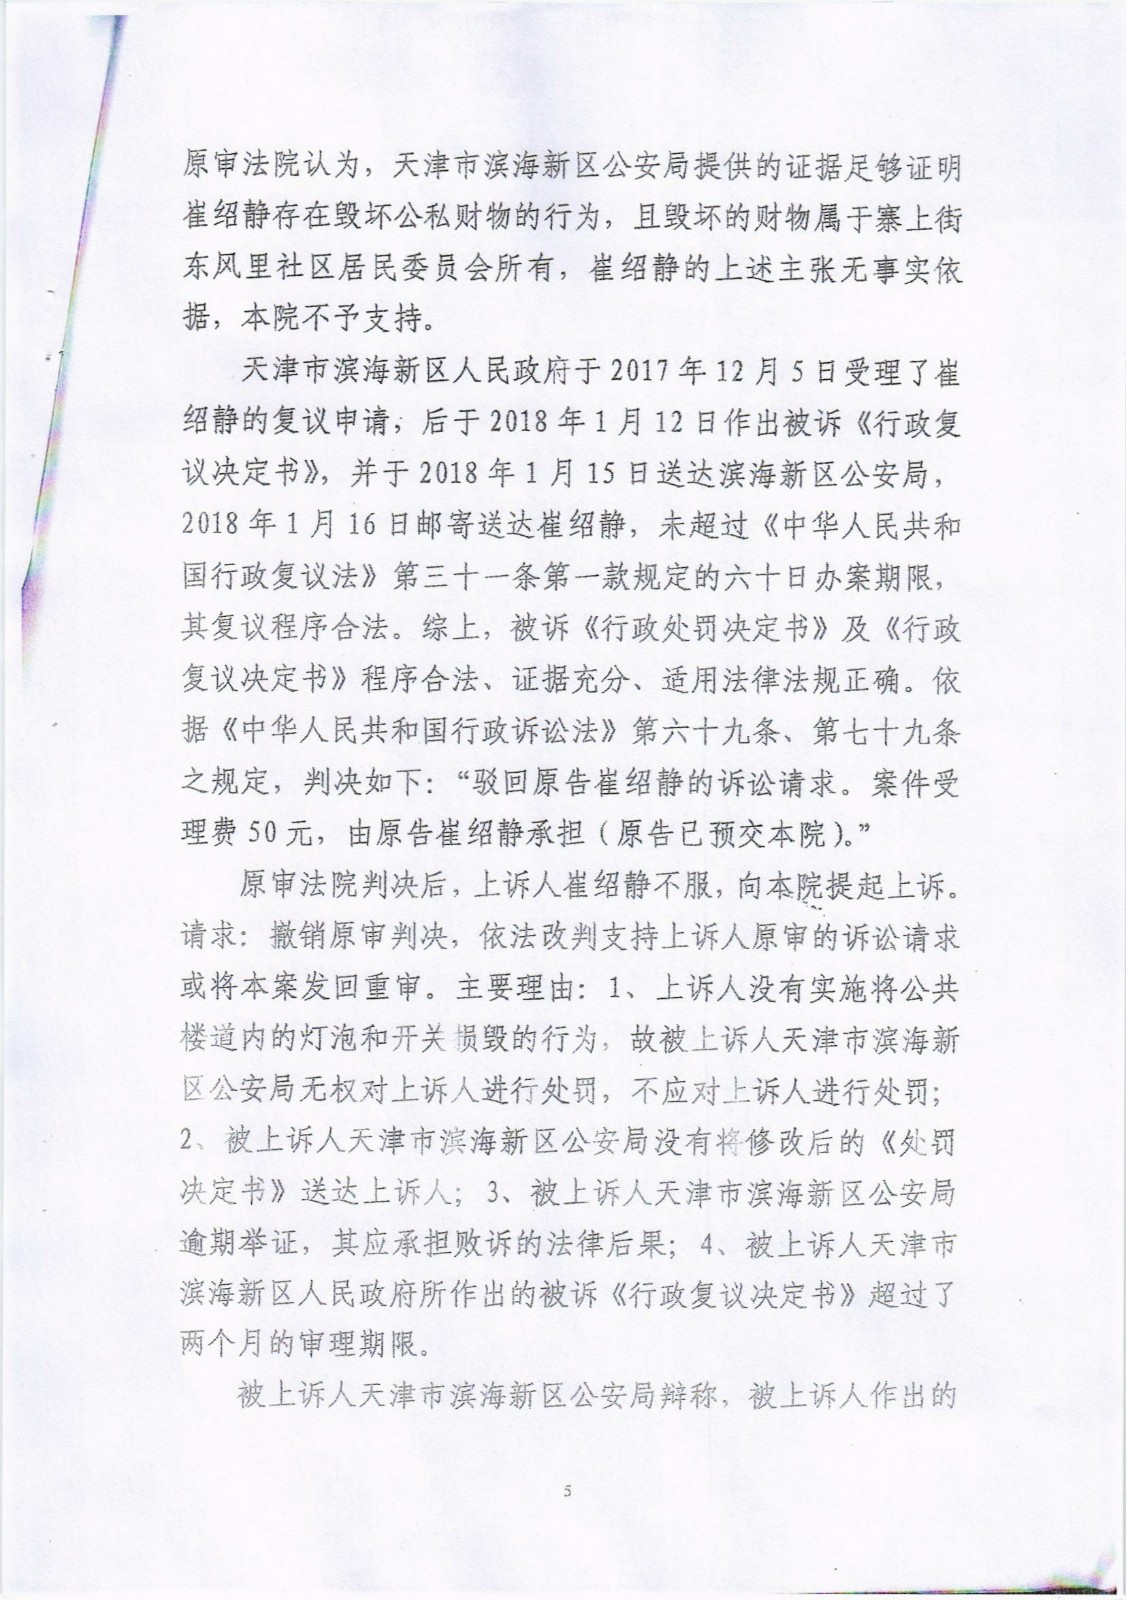 原审法院认为，天津市滨海新区公安局提供的证据足够证明
崔绍静存在毁坏公私财物的行为，且毁坏的财物属于寨上街
东风里社区居民委员会所有，崔绍静的上述主张无事实依
据，本院不予支持。
天津市滨海新区人民政府于 2017 年 12 月 5 日受理了崔
绍静的复议申请，后于 2018 年 1 月 12 日作出被诉《行政复
议决定书》，并于 2018 年 1 月 15 日送达滨海新区公安局，
2018 年 1 月 16 日邮寄送达崔绍静，未超过《中华人民共和
国行政复议法》第三十一条第一款规定的六十日办案期限，
其复议程序合法。综上，被诉《行政处罚决定书》及《行政
复议决定书》程序合法、证据充分、适用法律法规正确。依
据《中华人民共和国行政诉讼法》第六十九条、第七十九条
之规定，判决如下：“驳回原告崔绍静的诉讼请求。案件受
理费 50 元，由原告崔绍静承担（原告已预交本院）。”
原审法院判决后，上诉人崔绍静不服，向本院提起上诉。
请求：撤销原审判决，依法改判支持上诉人原审的诉讼请求
或将本案发回重审。主要理由：1、上诉人没有实施将公共
楼道内的灯泡和开关损毁的行为，故被上诉人天津市滨海新
区公安局无权对上诉人进行处罚，不应对上诉人进行处罚；
2、被上诉人天津市滨海新区公安局没有将修改后的《处罚
决定书》送达上诉人；3、被上诉人天津市滨海新区公安局
逾期举证，其应承担败诉的法律后果；4、被上诉人天津市
滨海新区人民政府所作出的被诉《行政复议决定书》超过了
两个月的审理期限。
被上诉人天津市滨海新区公安局辩称，被上诉人作出的
5